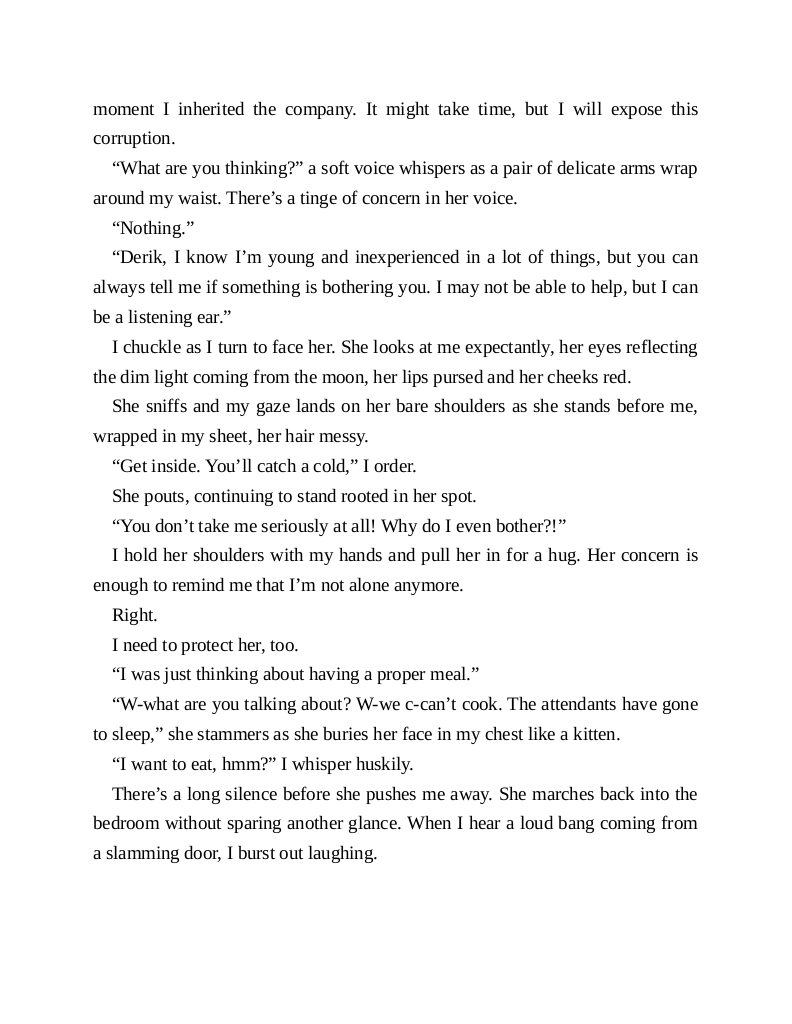 moment I inherited the company. It might take time, but I will expose this
corruption.
“What are you thinking?” a soft voice whispers as a pair of delicate arms wrap
around my waist. There’s a tinge of concern in her voice.
“Nothing.”
“Derik, I know I’m young and inexperienced in a lot of things, but you can
always tell me if something is bothering you. I may not be able to help, but I can
be a listening ear.”
I chuckle as I turn to face her. She looks at me expectantly, her eyes reflecting
the dim light coming from the moon, her lips pursed and her cheeks red.
She sniffs and my gaze lands on her bare shoulders as she stands before me,
wrapped in my sheet, her hair messy.
“Get inside. You’ll catch a cold,” I order.
She pouts, continuing to stand rooted in her spot.
“You don’t take me seriously at all! Why do I even bother?!”
I hold her shoulders with my hands and pull her in for a hug. Her concern is
enough to remind me that I’m not alone anymore.
Right.
I need to protect her, too.
“I was just thinking about having a proper meal.”
“W-what are you talking about? W-we c-can’t cook. The attendants have gone
to sleep,” she stammers as she buries her face in my chest like a kitten.
“I want to eat, hmm?” I whisper huskily.
There’s a long silence before she pushes me away. She marches back into the
bedroom without sparing another glance. When I hear a loud bang coming from
a slamming door, I burst out laughing.